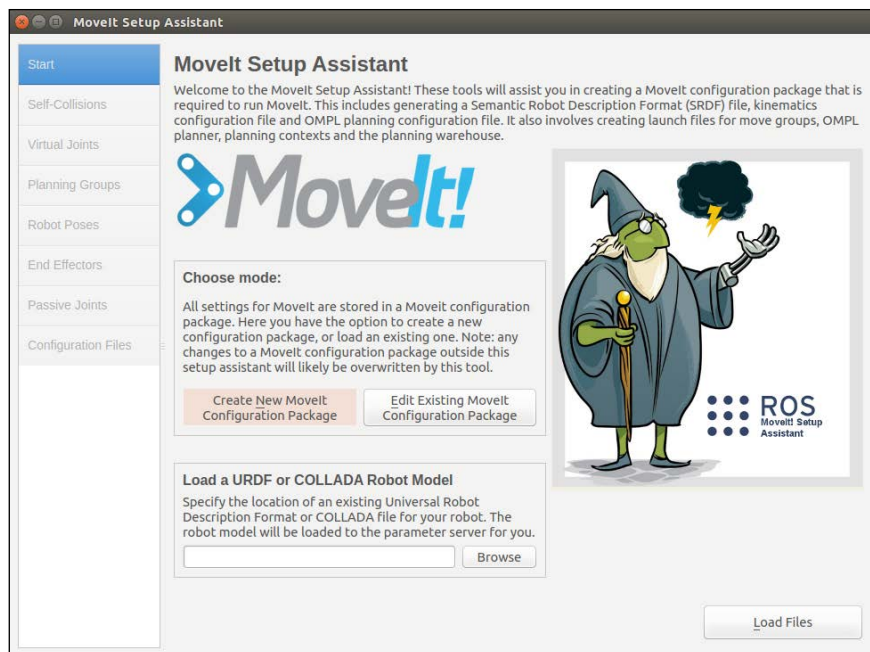 MoveIt Setup Assistant
Start
Self-Collisions
Virtual Joints
Planning Groups
Robot Poses
End Effectors
Passive Joints
Configuration Files
MoveIt Setup Assistant
Welcome to the MoveIt Setup Assistant! These tools will assist you in creating a MoveIt configuration package that is
required to run MoveIt. This includes generating a Semantic Robot Description Format (SRDF) file, kinematics
configuration file and OMPL planning configuration file. It also involves creating launch files for move groups, OMPL
planner, planning contexts and the planning warehouse.
MoveIt!
Choose mode:
All settings for MoveIt are stored in a Moveit configuration
package. Here you have the option to create a new
configuration package, or load an existing one. Note: any
changes to a MoveIt configuration package outside this
setup assistant will likely be overwritten by this tool.
Create New MoveIt
Configuration Package
Edit Existing MoveIt
Configuration Package
Load a URDF or COLLADA Robot Model
Specify the location of an existing Universal Robot
Description Format or COLLADA file for your robot. The
robot model will be loaded to the parameter server for you.
Browse
ROS
MoveIt! Setup
Assistant
Load Files